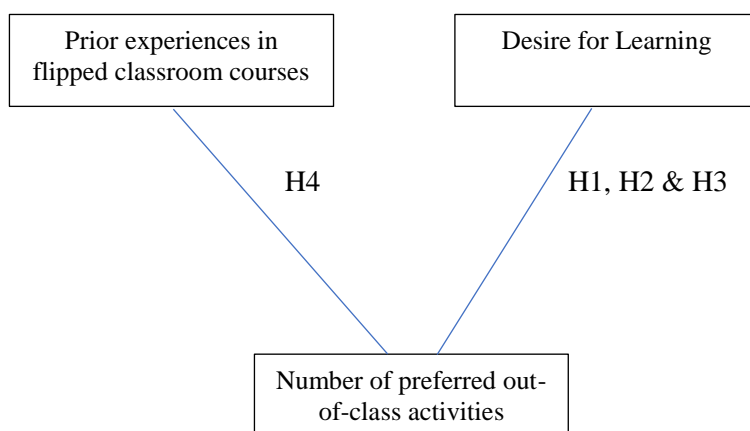 Prior experiences in
flipped classroom courses
Desire for Learning
H4
H1, H2 & H3
Number of preferred out-
of-class activities